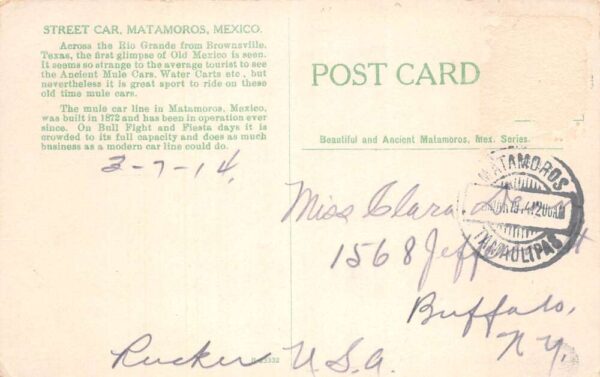 STREET CAR, MATAMOROS, MEXICO.
Across the Rio Grande from Brownsville,
Texas, the first glimpse of Old Mexico is seen.
It seems so strange to the average tourist to see
the Ancient Mule Cars, Water Carts etc., but
nevertheless it is great sport to ride on these
old time mule cars.
The mule car line in Matamoros, Mexico,
was built in 1872 and has been in operation ever
since. On Bull Fight and Fiesta days it is
crowded to its full capacity and does as much
business as a modern car line could do.
POST CARD
Beautiful and Ancient Matamoros, Mex. Series.
3-7-14,
MATAMOROS
TAMAULIPAS
Miss Clara
1568
Buffalo,
N.Y.
Rucker U.S.A.